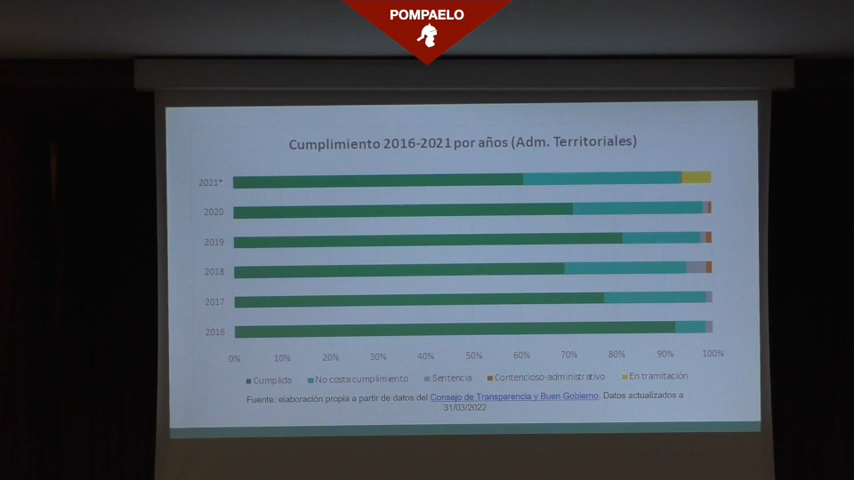 POMPAELO
Cumplimiento 2016-2021 por años (Adm. Territoriales)
2021*
2020
2019
2018
2017
2016
0% 10% 20% 30% 40% 50% 60% 70% 80% 90% 100%
Cumplida No costa cumplimiento Sentencia Contencioso-administrativo En tramitación
Fuente: elaboración propia a partir de datos del Consejo de Transparencia y Buen Gobierno. Datos actualizados a
31/03/2022